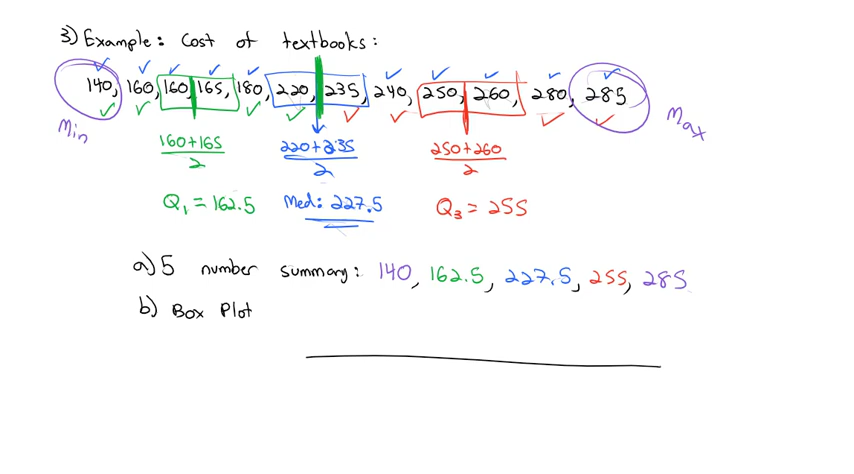 3) Example: Cost of textbooks:
140, 160, 160, 165, 180, 220, 235, 240, 250, 260, 280, 285
Min
Max
160+165 220+235 250+260
2 2 2
Q₁ = 162.5 Med: 227.5 Q₃ = 255
a) 5 number summary: 140, 162.5, 227.5, 255, 285
b) Box Plot